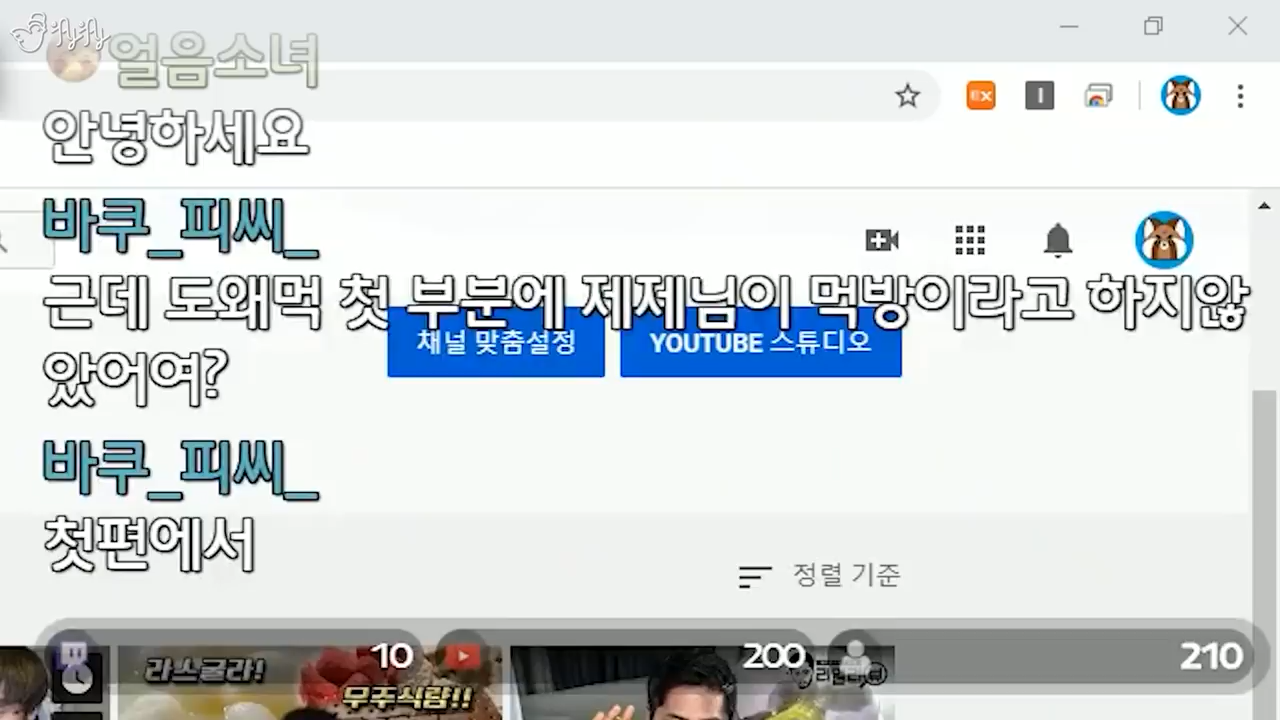 얼음소녀
안녕하세요
바쿠_피씨_
근데 도왜먹 첫 부분에 제제님이 먹방이라고 하지않
았어여?
채널 맞춤설정
YOUTUBE 스튜디오
바쿠_피씨_
첫편에서
정렬 기준
10
200
210
라스굴라!
우주식량!!